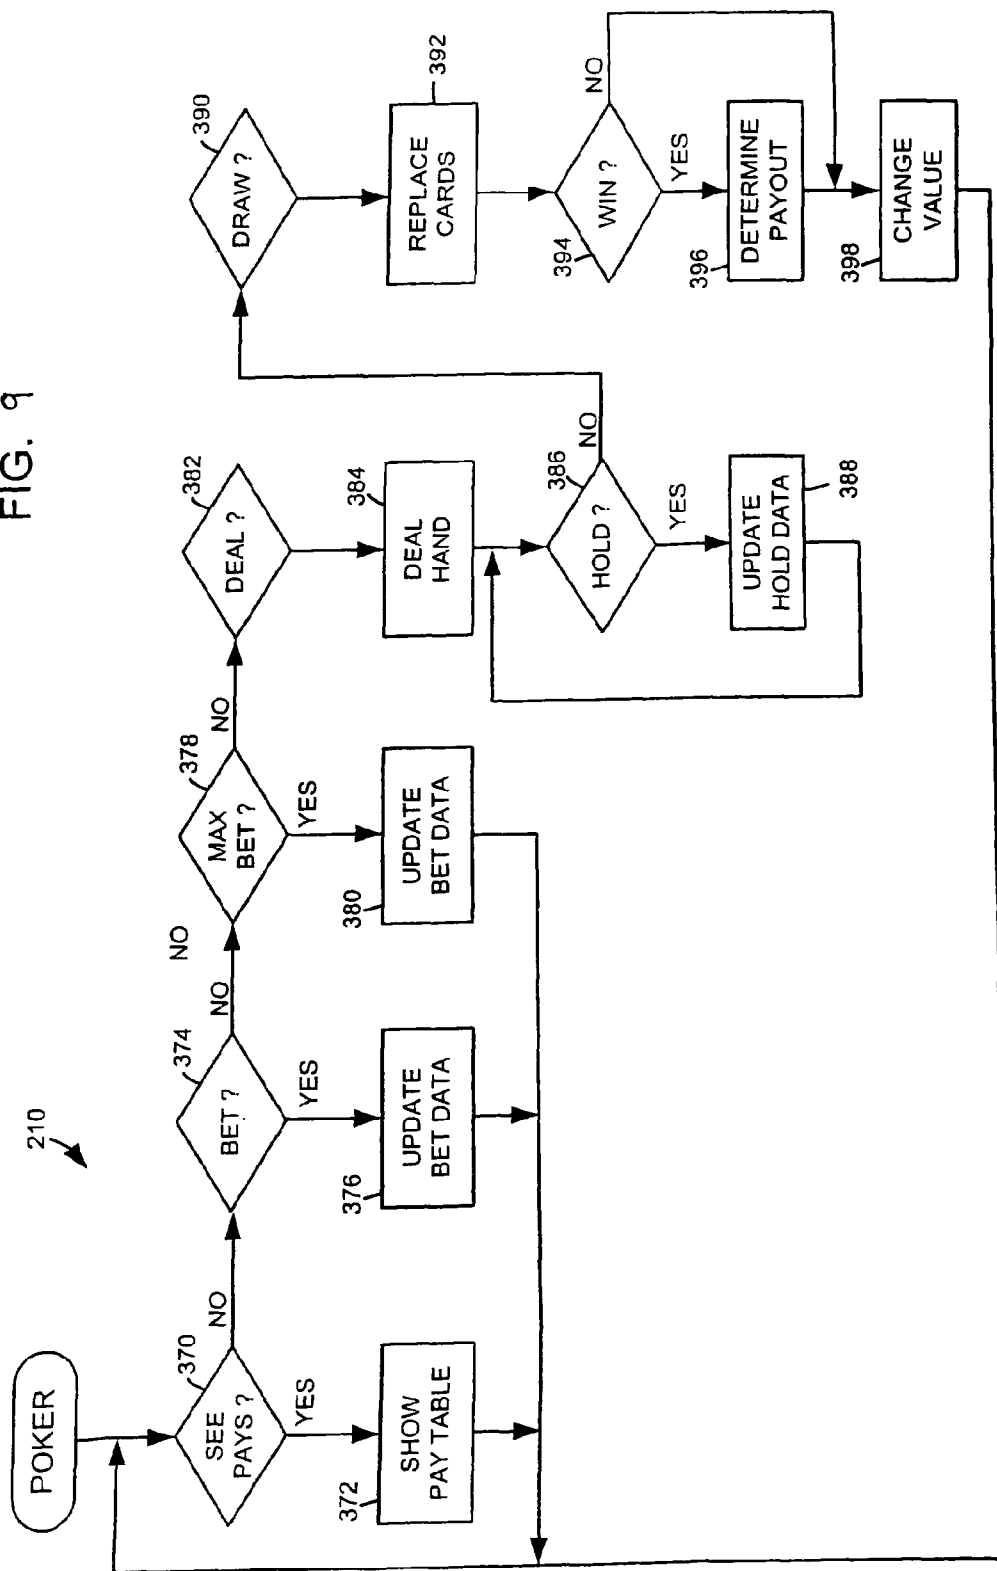 FIG. 9
210
POKER
370
SEE
PAYS ?
NO
YES
372
SHOW
PAY TABLE
374
BET ?
NO
NO
YES
376
UPDATE
BET DATA
378
MAX
BET ?
NO
YES
380
UPDATE
BET DATA
382
DEAL ?
384
DEAL
HAND
386
HOLD ?
NO
YES
388
UPDATE
HOLD DATA
390
DRAW ?
392
REPLACE
CARDS
394
WIN ?
NO
YES
396
DETERMINE
PAYOUT
398
CHANGE
VALUE